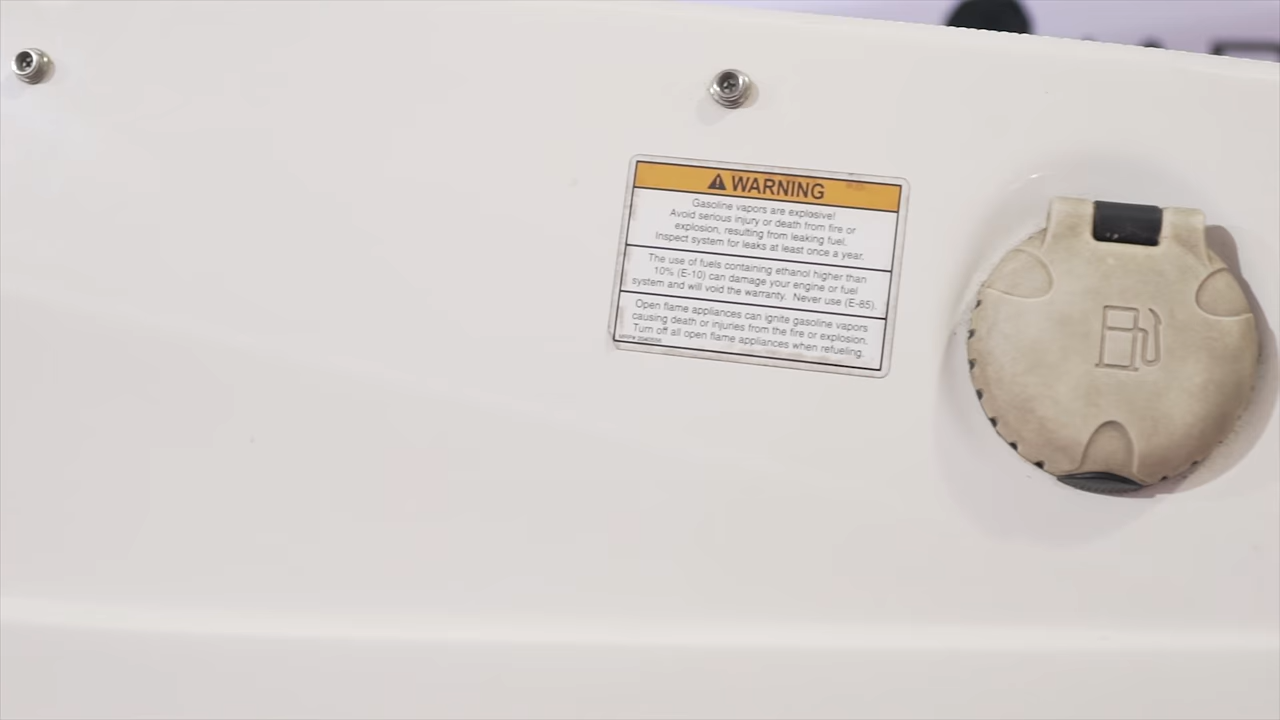 WARNING
Gasoline vapors are explosive!
Avoid serious injury or death from fire or
explosion, resulting from leaking fuel.
Inspect system for leaks at least once a year.
The use of fuels containing ethanol higher than
10% (E-10) can damage your engine or fuel
system and will void the warranty. Never use (E-85).
Open flame appliances can ignite gasoline vapors
causing death or injuries from the fire or explosion.
Turn off all open flame appliances when refueling.